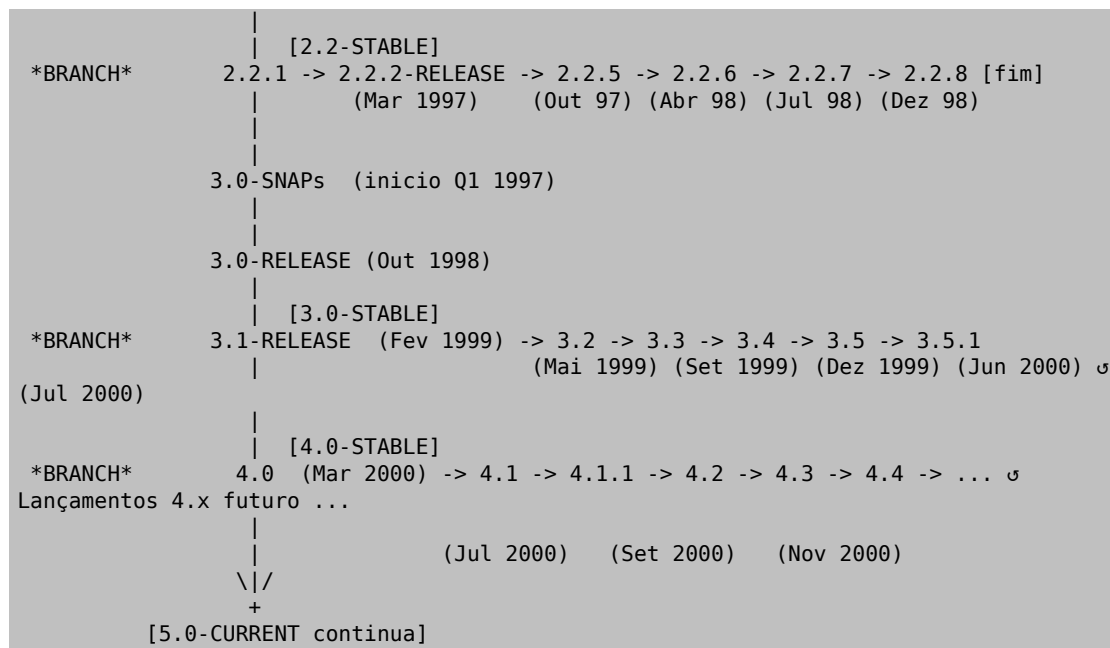 |
| [2.2-STABLE]
*BRANCH* 2.2.1 -> 2.2.2-RELEASE -> 2.2.5 -> 2.2.6 -> 2.2.7 -> 2.2.8 [fim]
| (Mar 1997) (Out 97) (Abr 98) (Jul 98) (Dez 98)
|
|
3.0-SNAPs (inicio Q1 1997)
|
|
3.0-RELEASE (Out 1998)
|
| [3.0-STABLE]
*BRANCH* 3.1-RELEASE (Fev 1999) -> 3.2 -> 3.3 -> 3.4 -> 3.5 -> 3.5.1
| (Mai 1999) (Set 1999) (Dez 1999) (Jun 2000) ↺
(Jul 2000)
|
| [4.0-STABLE]
*BRANCH* 4.0 (Mar 2000) -> 4.1 -> 4.1.1 -> 4.2 -> 4.3 -> 4.4 -> ... ↺
Lançamentos 4.x futuro ...
|
| (Jul 2000) (Set 2000) (Nov 2000)
\|/
+
[5.0-CURRENT continua]